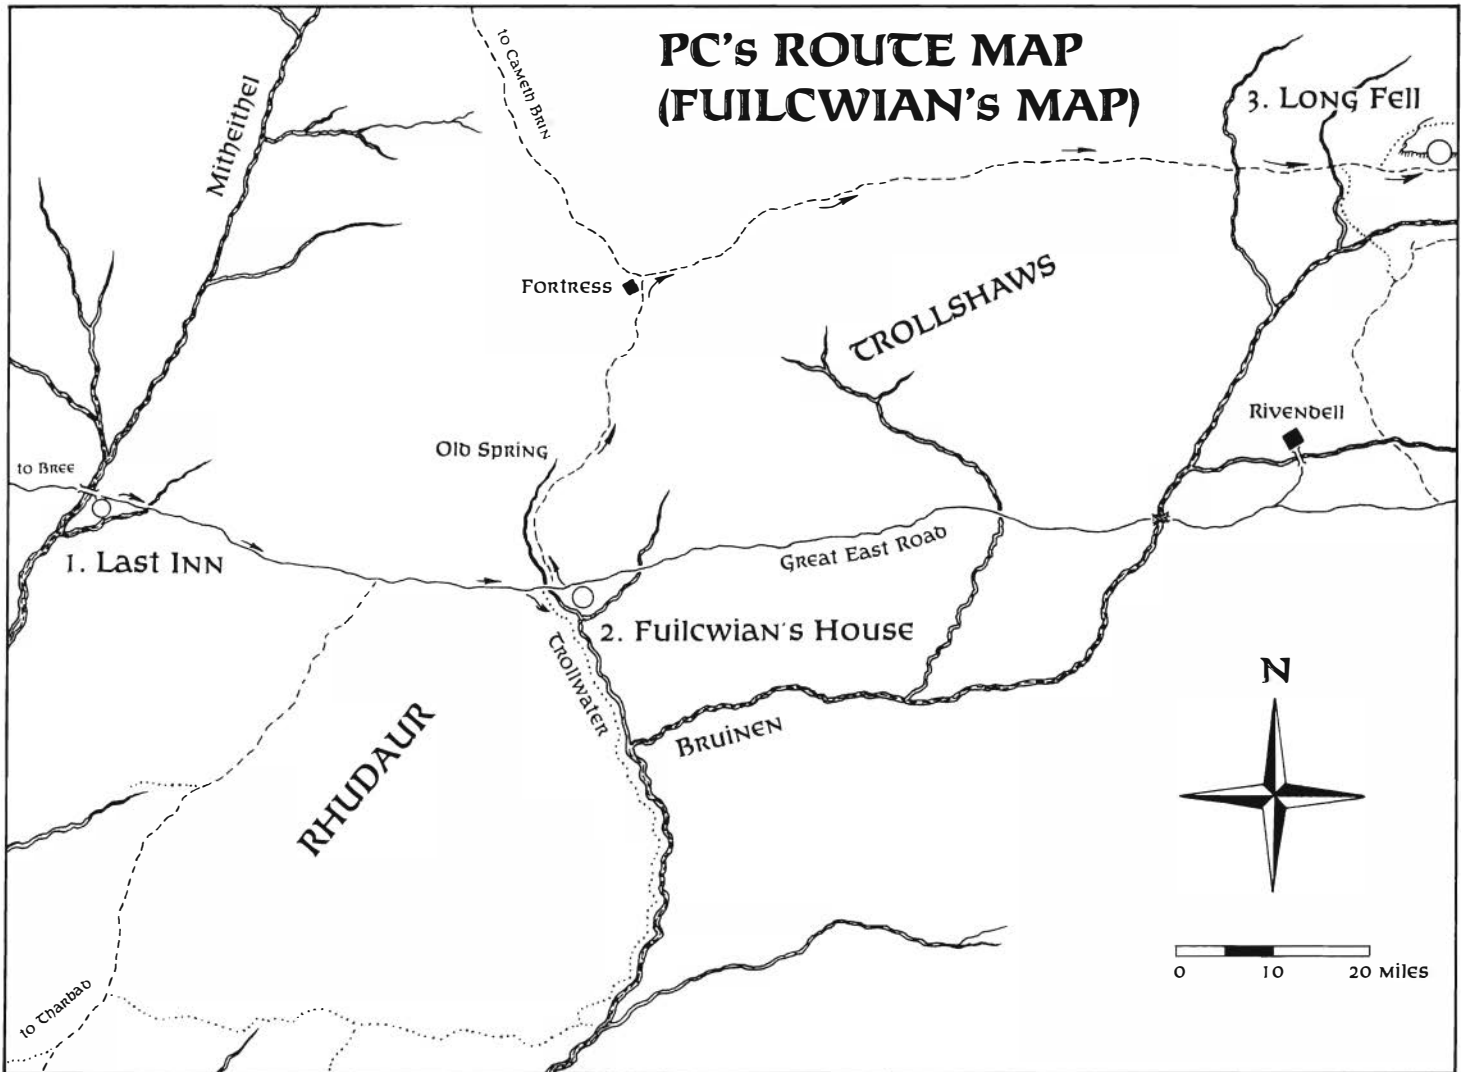 PC's ROUTE MAP
(FUILCWIAN's MAP)
to Cameth Brin
Mitheithel
3. Long Fell
Fortress
TROLLSHAWS
Rivendell
Old Spring
to Bree
Great East Road
1. Last Inn
2. Fuilcwian's House
Trollwater
N
Bruinen
RHUDAUR
to Tharbad
0 10 20 miles